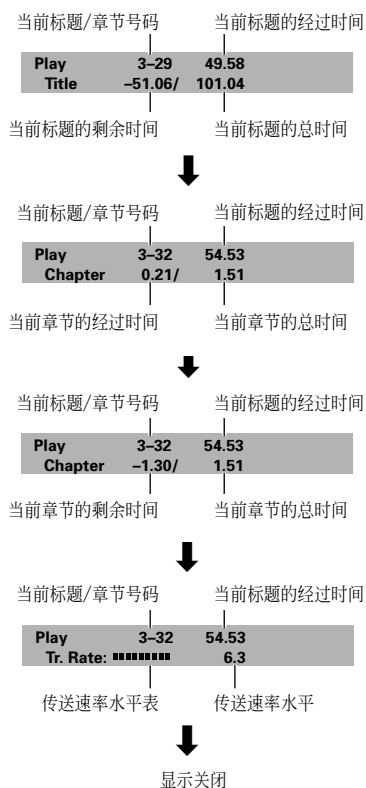 当前标题/章节号码 当前标题的经过时间
Play 3–29 49.58
Title –51.06/ 101.04
当前标题的剩余时间 当前标题的总时间
当前标题/章节号码 当前标题的经过时间
Play 3–32 54.53
Chapter 0.21/ 1.51
当前章节的经过时间 当前章节的总时间
当前标题/章节号码 当前标题的经过时间
Play 3–32 54.53
Chapter –1.30/ 1.51
当前章节的剩余时间 当前章节的总时间
当前标题/章节号码 当前标题的经过时间
Play 3–32 54.53
Tr. Rate: 6.3
传送速率水平表 传送速率水平
显示关闭